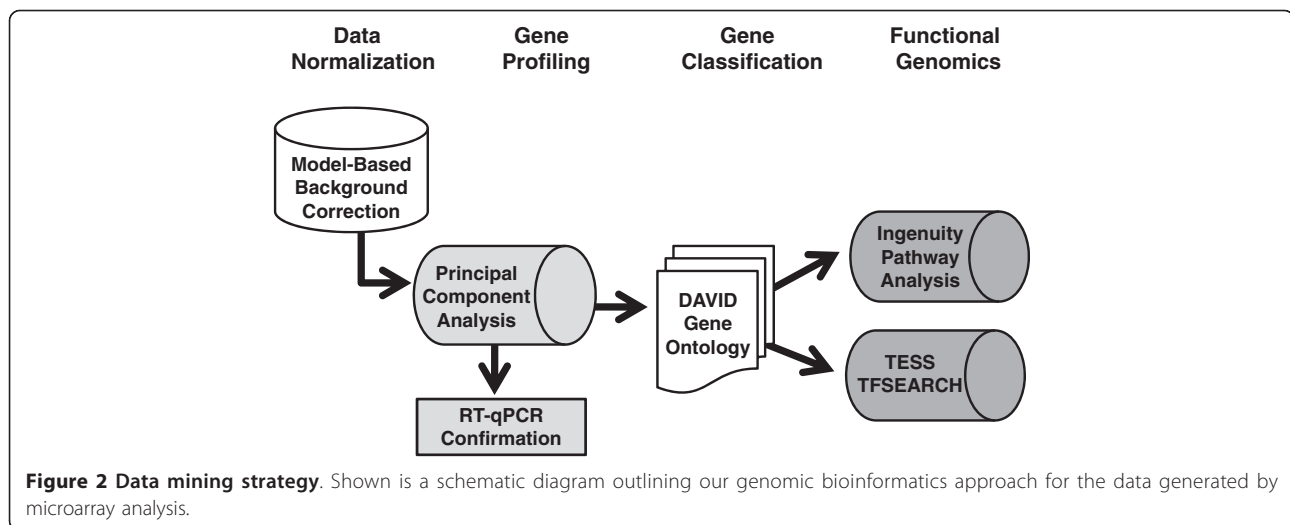 Data
Normalization
Gene
Profiling
Gene
Classification
Functional
Genomics
Model-Based
Background
Correction
Principal
Component
Analysis
RT-qPCR
Confirmation
DAVID
Gene
Ontology
Ingenuity
Pathway
Analysis
TESS
TFSEARCH
Figure 2 Data mining strategy. Shown is a schematic diagram outlining our genomic bioinformatics approach for the data generated by
microarray analysis.